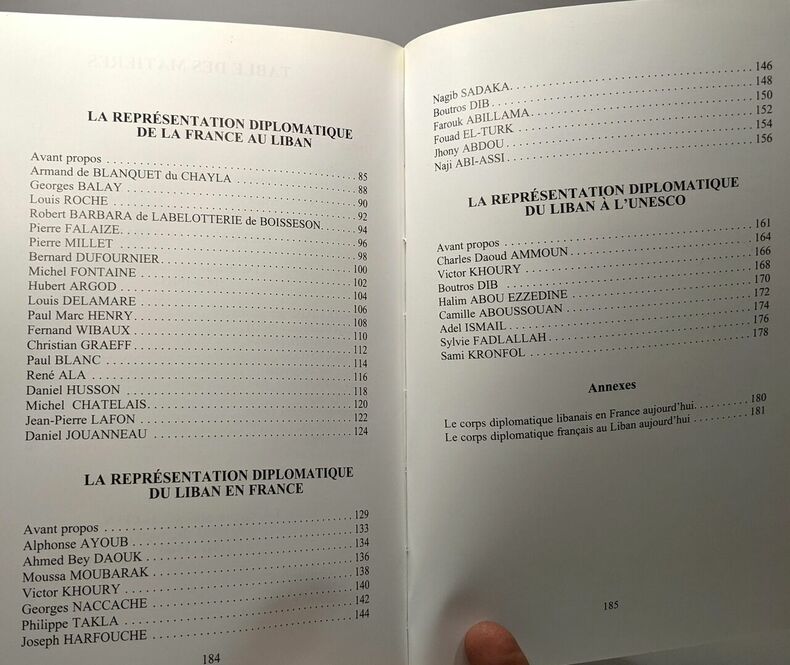 LA REPRÉSENTATION DIPLOMATIQUE
DE LA FRANCE AU LIBAN
Avant propos ........ 85
Armand de BLANQUET du CHAYLA ........ 88
Georges BALAY ........ 90
Louis ROCHE ........ 92
Robert BARBARA de LABELOTTERIE de BOISSESON ........ 94
Pierre FALAIZE ........ 96
Pierre MILLET ........ 98
Bernard DUFOURNIER ........ 100
Michel FONTAINE ........ 102
Hubert ARGOD ........ 104
Louis DELAMARE ........ 106
Paul Marc HENRY ........ 108
Fernand WIBAUX ........ 110
Christian GRAEFF ........ 112
Paul BLANC ........ 114
René ALA ........ 116
Daniel HUSSON ........ 118
Michel CHATELAIS ........ 120
Jean-Pierre LAFON ........ 122
Daniel JOUANNEAU ........ 124
LA REPRÉSENTATION DIPLOMATIQUE
DU LIBAN EN FRANCE
Avant propos ........ 129
Alphonse AYOUB ........ 133
Ahmed Bey DAOUK ........ 134
Moussa MOUBARAK ........ 136
Victor KHOURY ........ 138
Georges NACCACHE ........ 140
Philippe TAKLA ........ 142
Joseph HARFOUCHE ........ 144
184
Nagib SADAKA ........ 146
Boutros DIB ........ 148
Farouk ABILLAMA ........ 150
Fouad EL-TURK ........ 152
Jhony ABDOU ........ 154
Naji ABI-ASSI ........ 156
LA REPRÉSENTATION DIPLOMATIQUE
DU LIBAN À L'UNESCO
Avant propos ........ 161
Charles Daoud AMMOUN ........ 164
Victor KHOURY ........ 166
Boutros DIB ........ 168
Halim ABOU EZZEDINE ........ 170
Camille ABOUSSOUAN ........ 172
Adel ISMAIL ........ 174
Sylvie FADLALLAH ........ 176
Sami KRONFOL ........ 178
Annexes
Le corps diplomatique libanais en France aujourd'hui ........ 180
Le corps diplomatique français au Liban aujourd'hui ........ 181
185